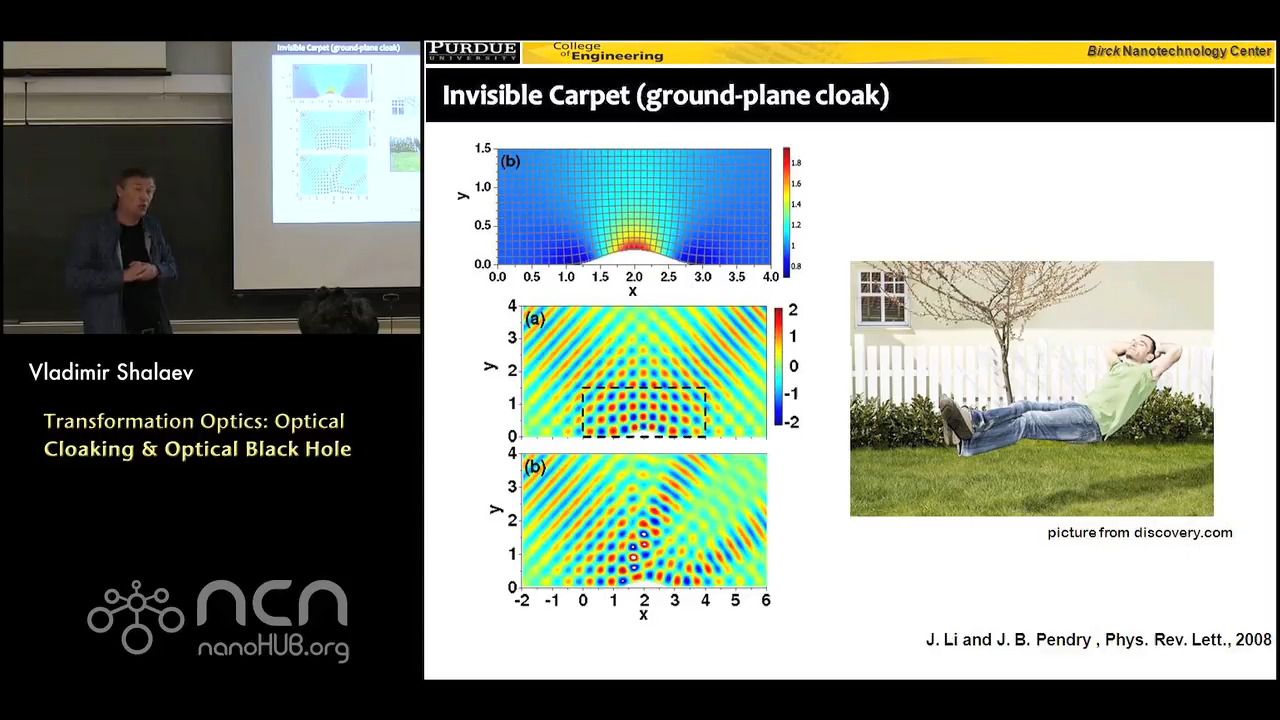 Invisible Carpet (ground-plane cloak)
PURDUE
UNIVERSITY
College
of Engineering
Birck Nanotechnology Center
Invisible Carpet (ground-plane cloak)
(b)
1.5
1.0
0.5
0.0
y
0.0 0.5 1.0 1.5 2.0 2.5 3.0 3.5 4.0
x
1.8
1.6
1.4
1.2
1
0.8
(a)
4
3
2
1
0
y
2
1
0
-1
-2
(b)
4
3
2
1
0
y
-2 -1 0 1 2 3 4 5 6
x
picture from discovery.com
J. Li and J. B. Pendry , Phys. Rev. Lett., 2008
Vladimir Shalaev
Transformation Optics: Optical
Cloaking & Optical Black Hole
ncn
nanoHUB.org